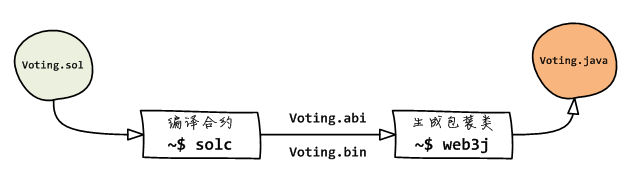 Voting.sol
编译合约
~$ solc
Voting.abi
Voting.bin
生成包装类
~$ web3j
Voting.java